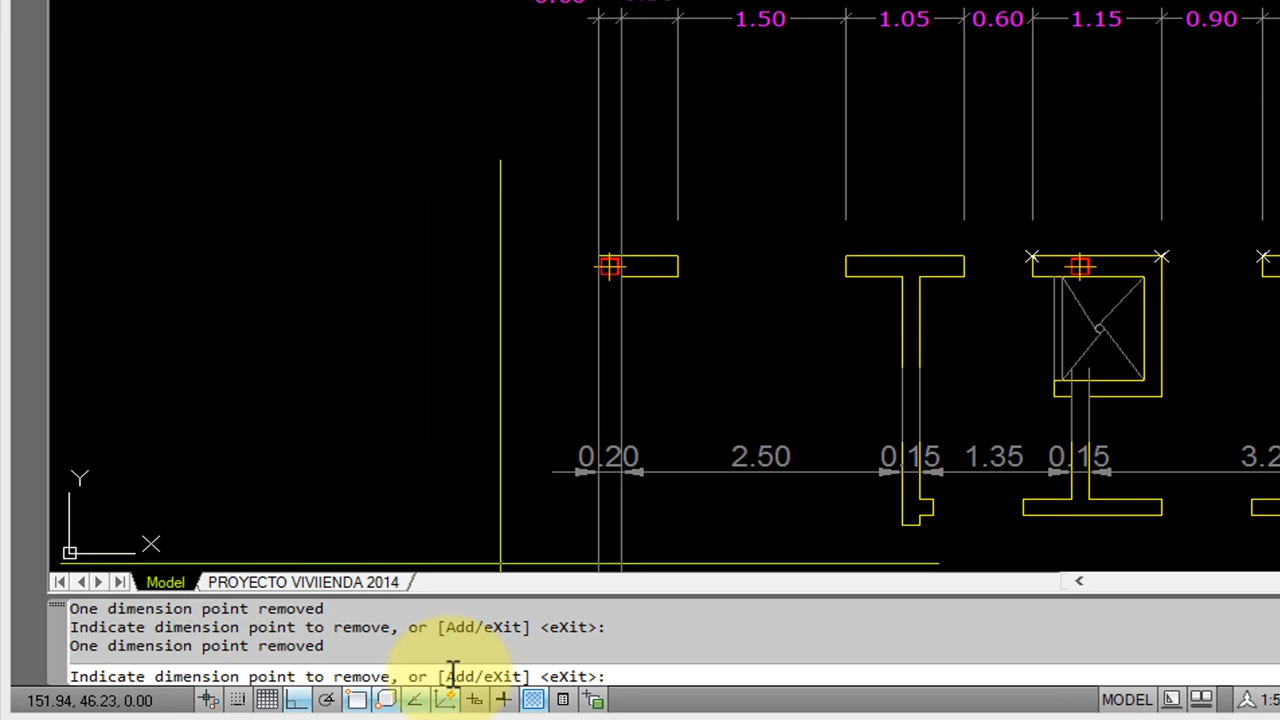 1.50 1.05 0.60 1.15 0.90
0.20 2.50 0.15 1.35 0.15
Y
X
Model PROYECTO VIVIIENDA 2014
One dimension point removed
Indicate dimension point to remove, or [Add/eXit] <eXit>:
One dimension point removed
Indicate dimension point to remove, or [Add/eXit] <eXit>:
151.94, 46.23, 0.00 MODEL